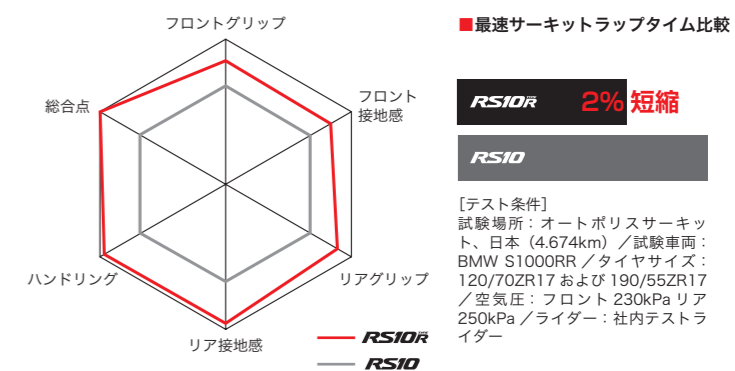 フロントグリップ
フロント
接地感
リアグリップ
リア接地感
ハンドリング
総合点
RS10 TYPE R
RS10
■最速サーキットラップタイム比較
RS10 TYPE R 2% 短縮
RS10
[テスト条件]
試験場所：オートポリスサーキッ
ト、日本（4.674km）／試験車両：
BMW S1000RR ／タイヤサイズ：
120/70ZR17 および 190/55ZR17
／空気圧：フロント 230kPa リア
250kPa ／ライダー：社内テストラ
イダー